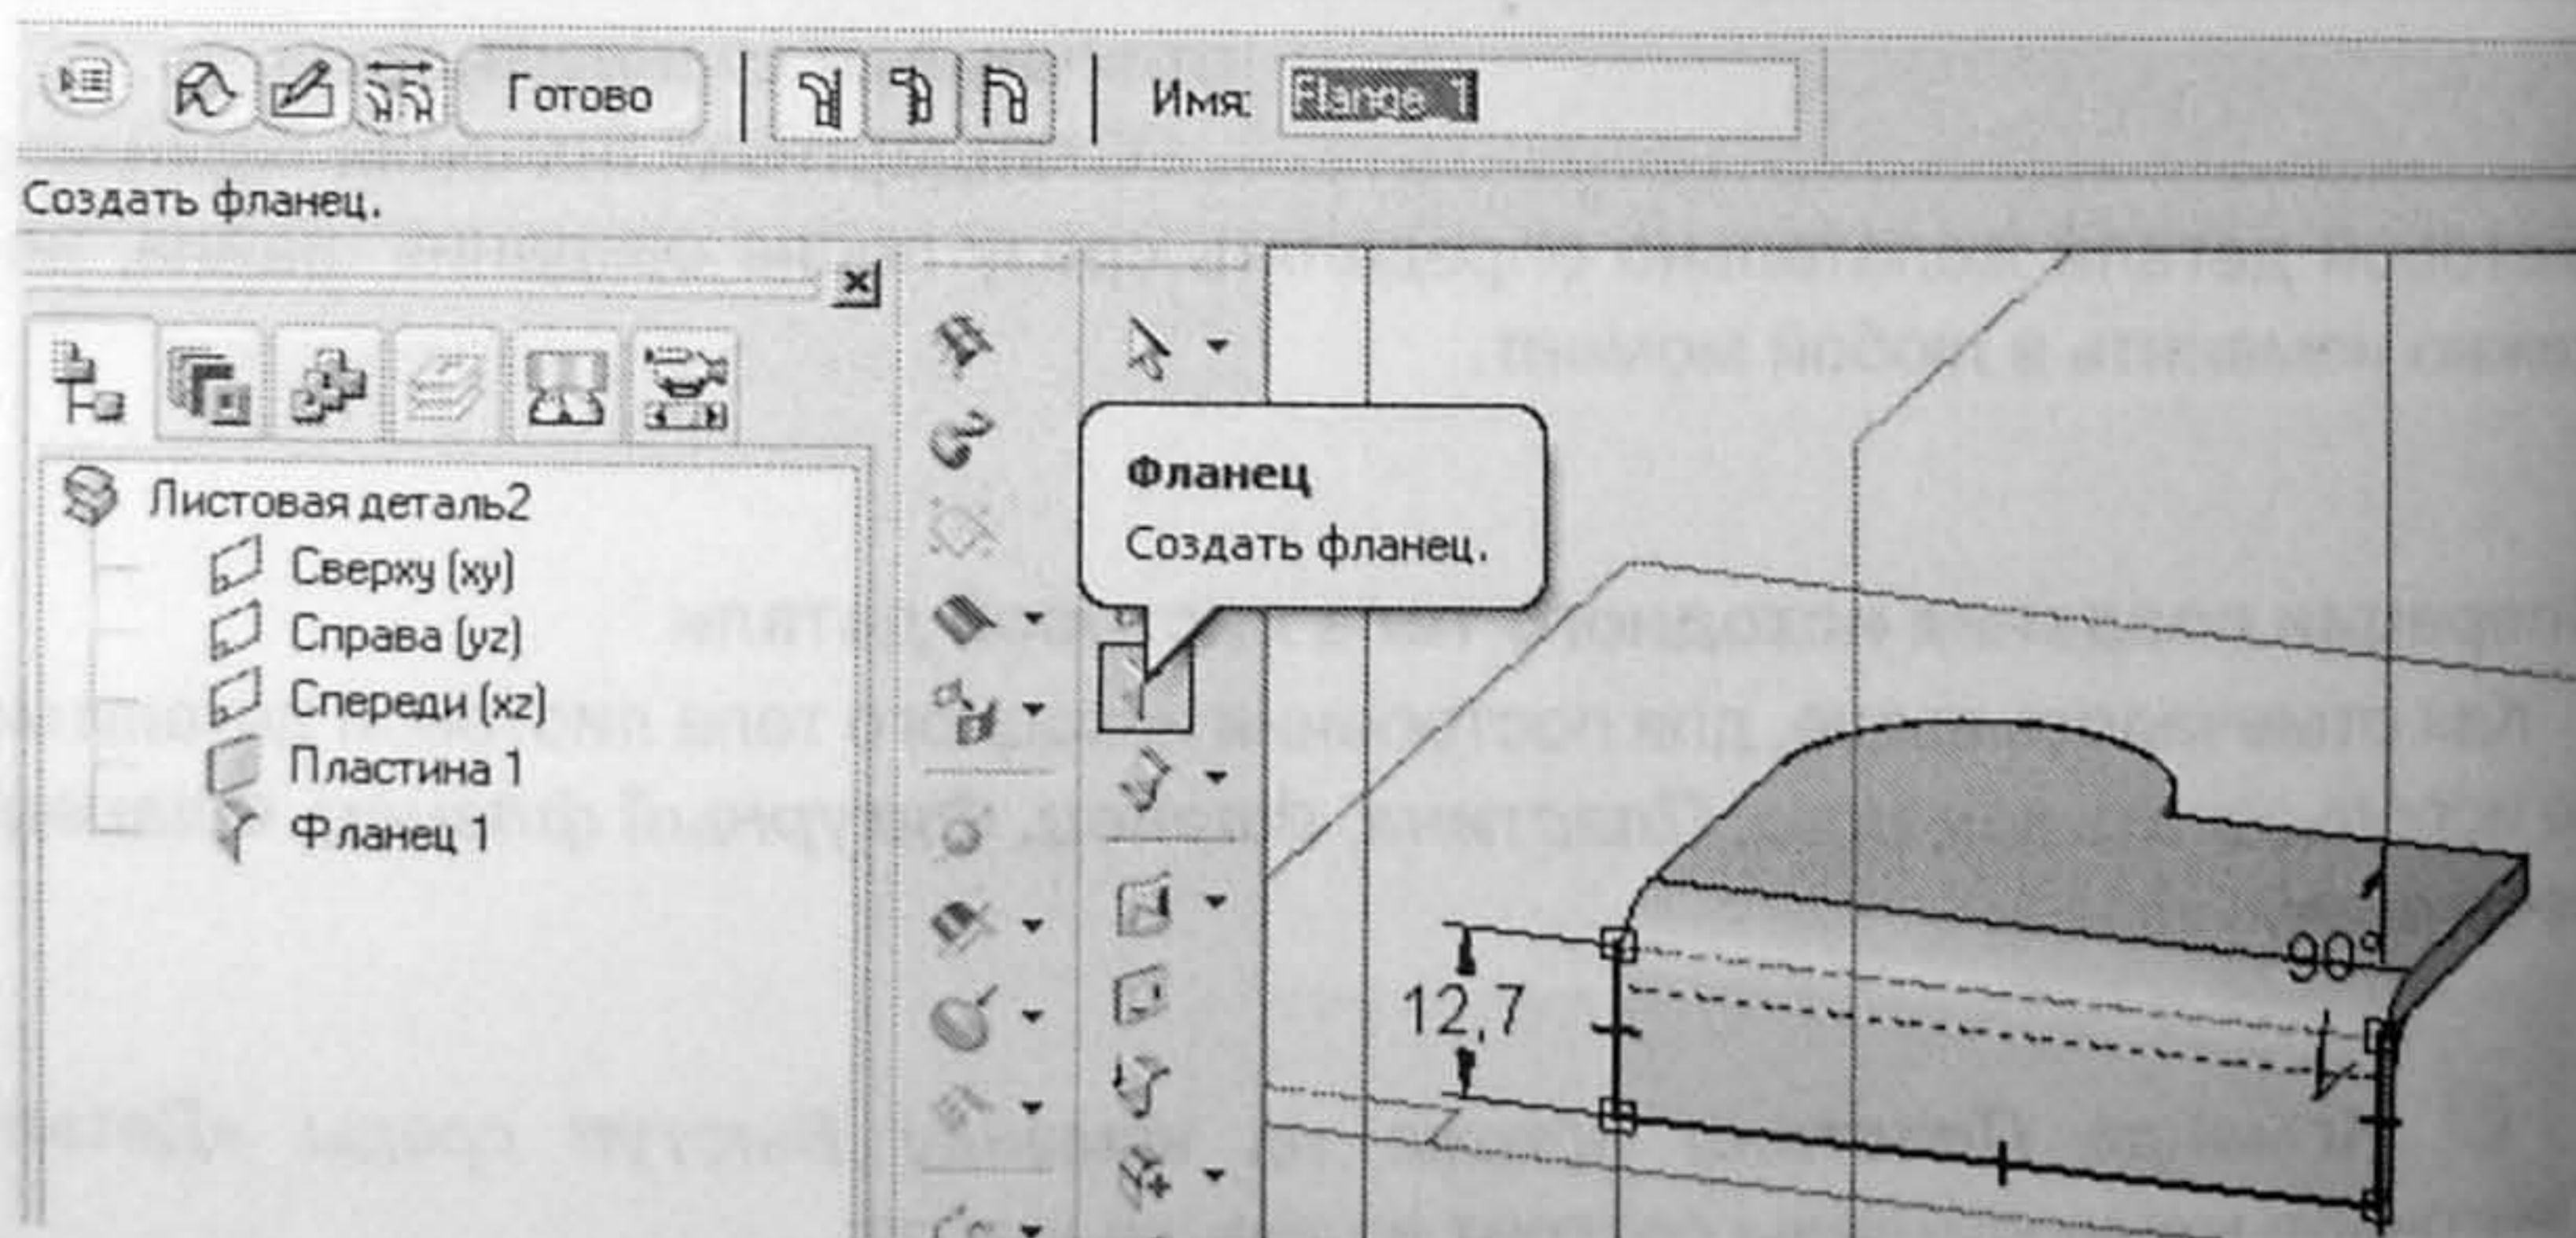 Готово
Имя: Flange 1
Создать фланец.
Фланец
Создать фланец.
Листовая деталь2
Сверху (xy)
Справа (yz)
Спереди (xz)
Пластина 1
Фланец 1
90°
12,7